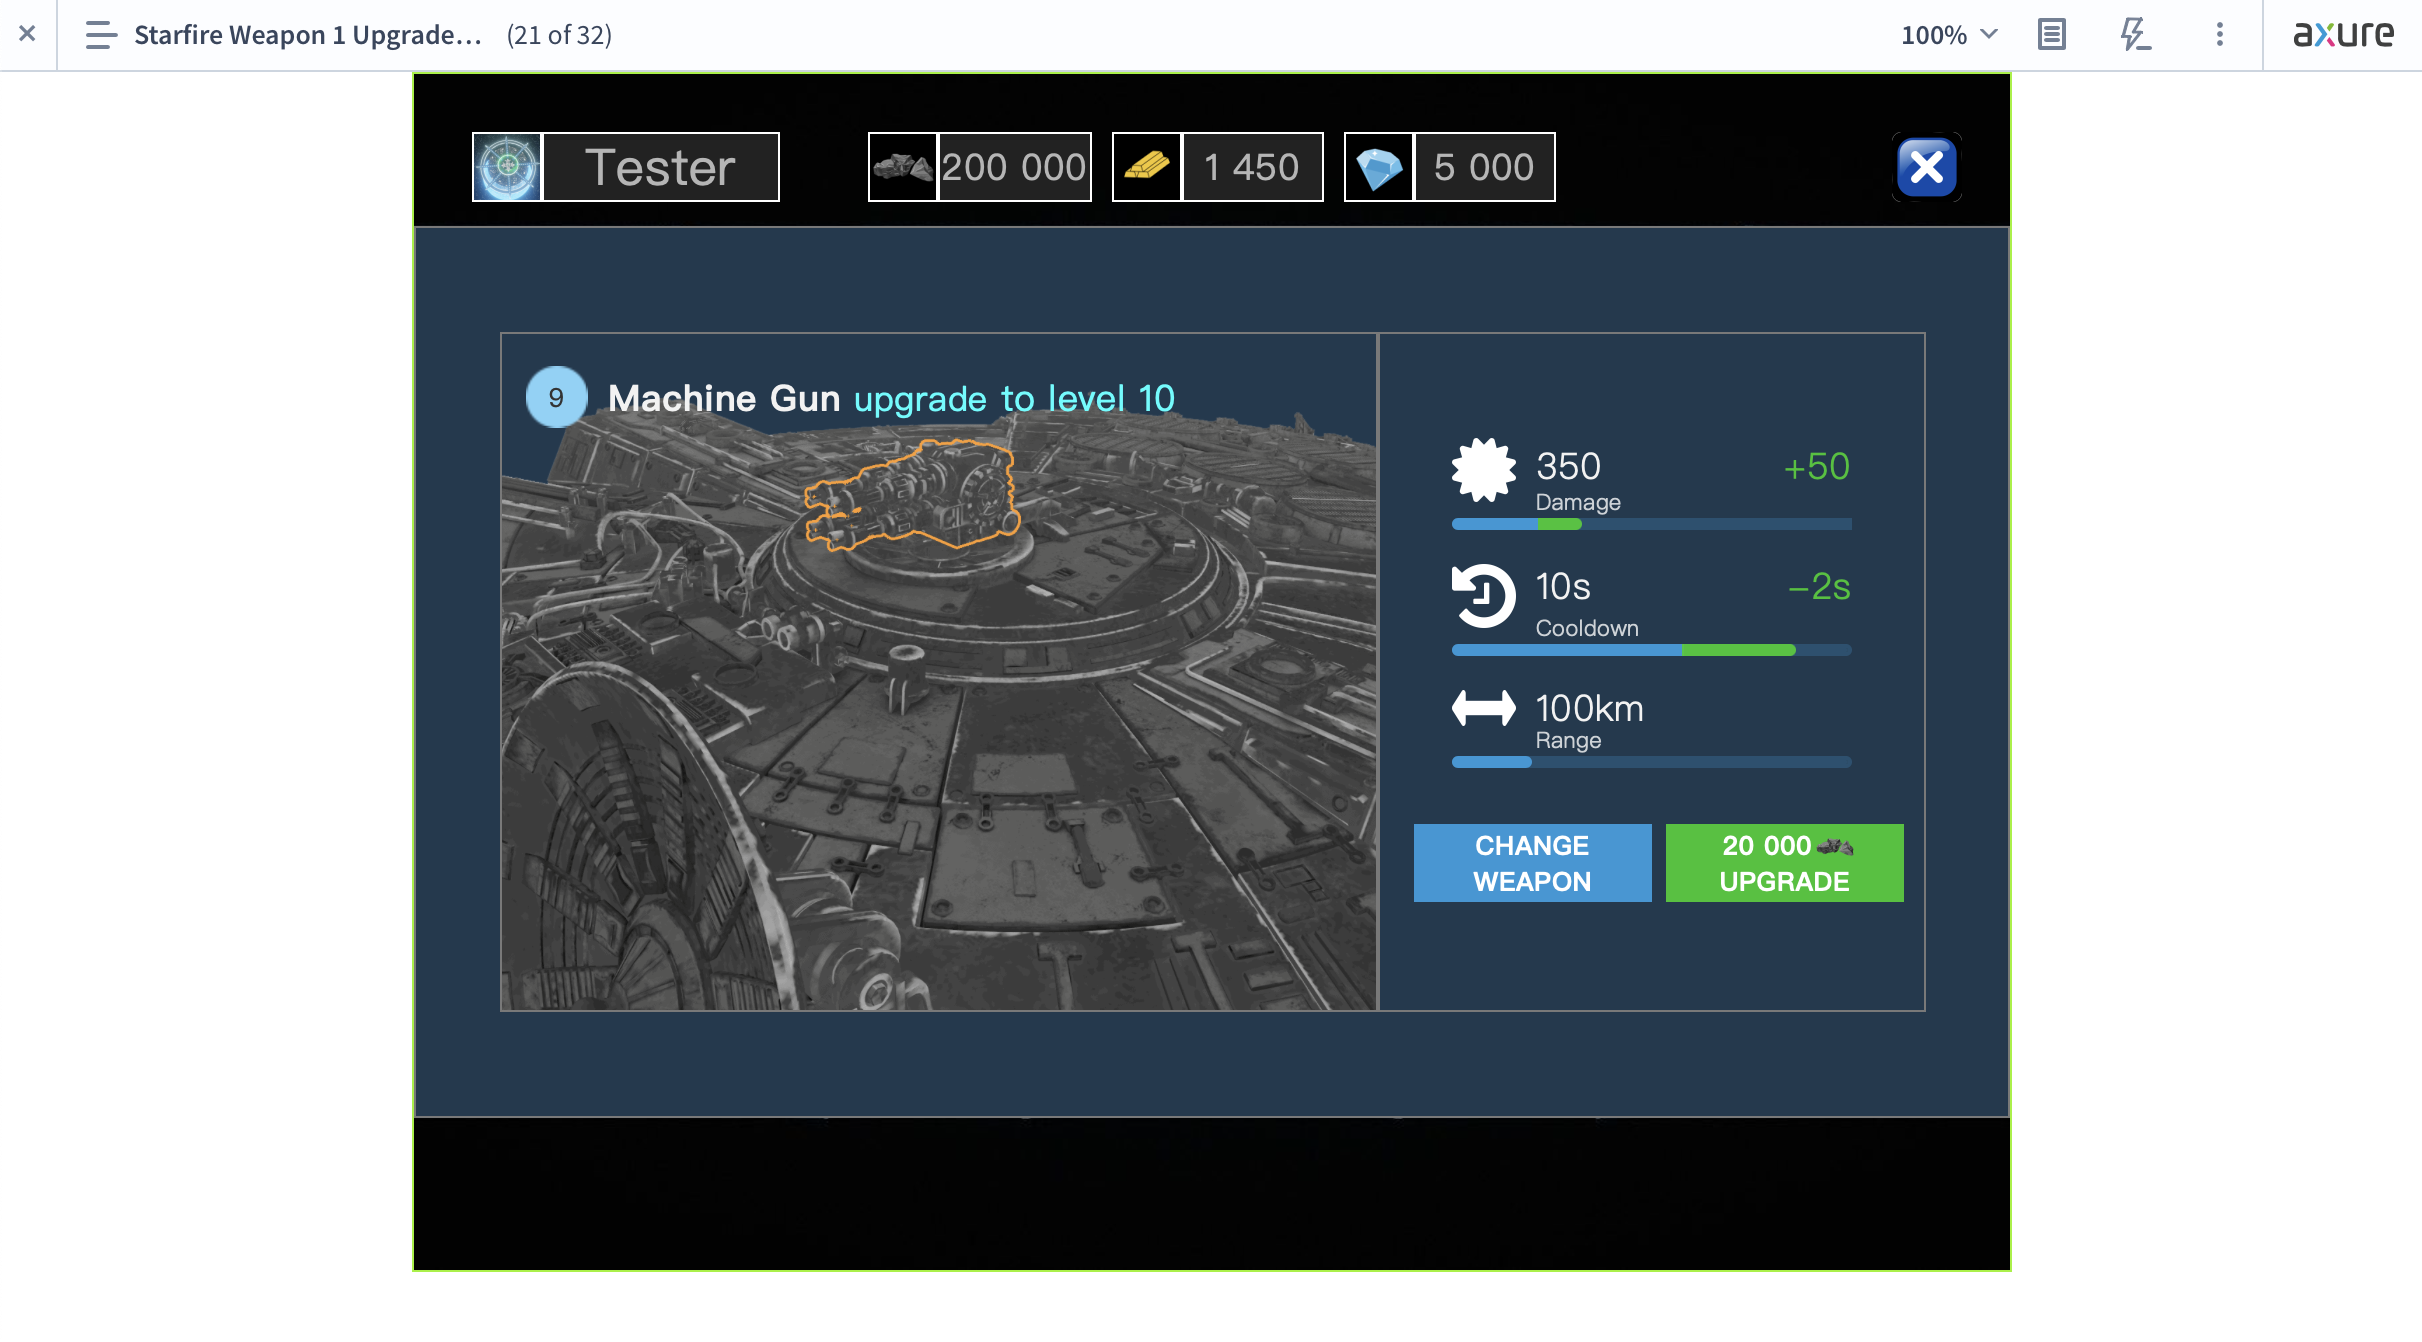 Starfire Weapon 1 Upgrade... (21 of 32) 100% axure
Tester 200 000 1 450 5 000
9 Machine Gun upgrade to level 10
350 +50
Damage
10s −2s
Cooldown
100km
Range
CHANGE
WEAPON
20 000
UPGRADE